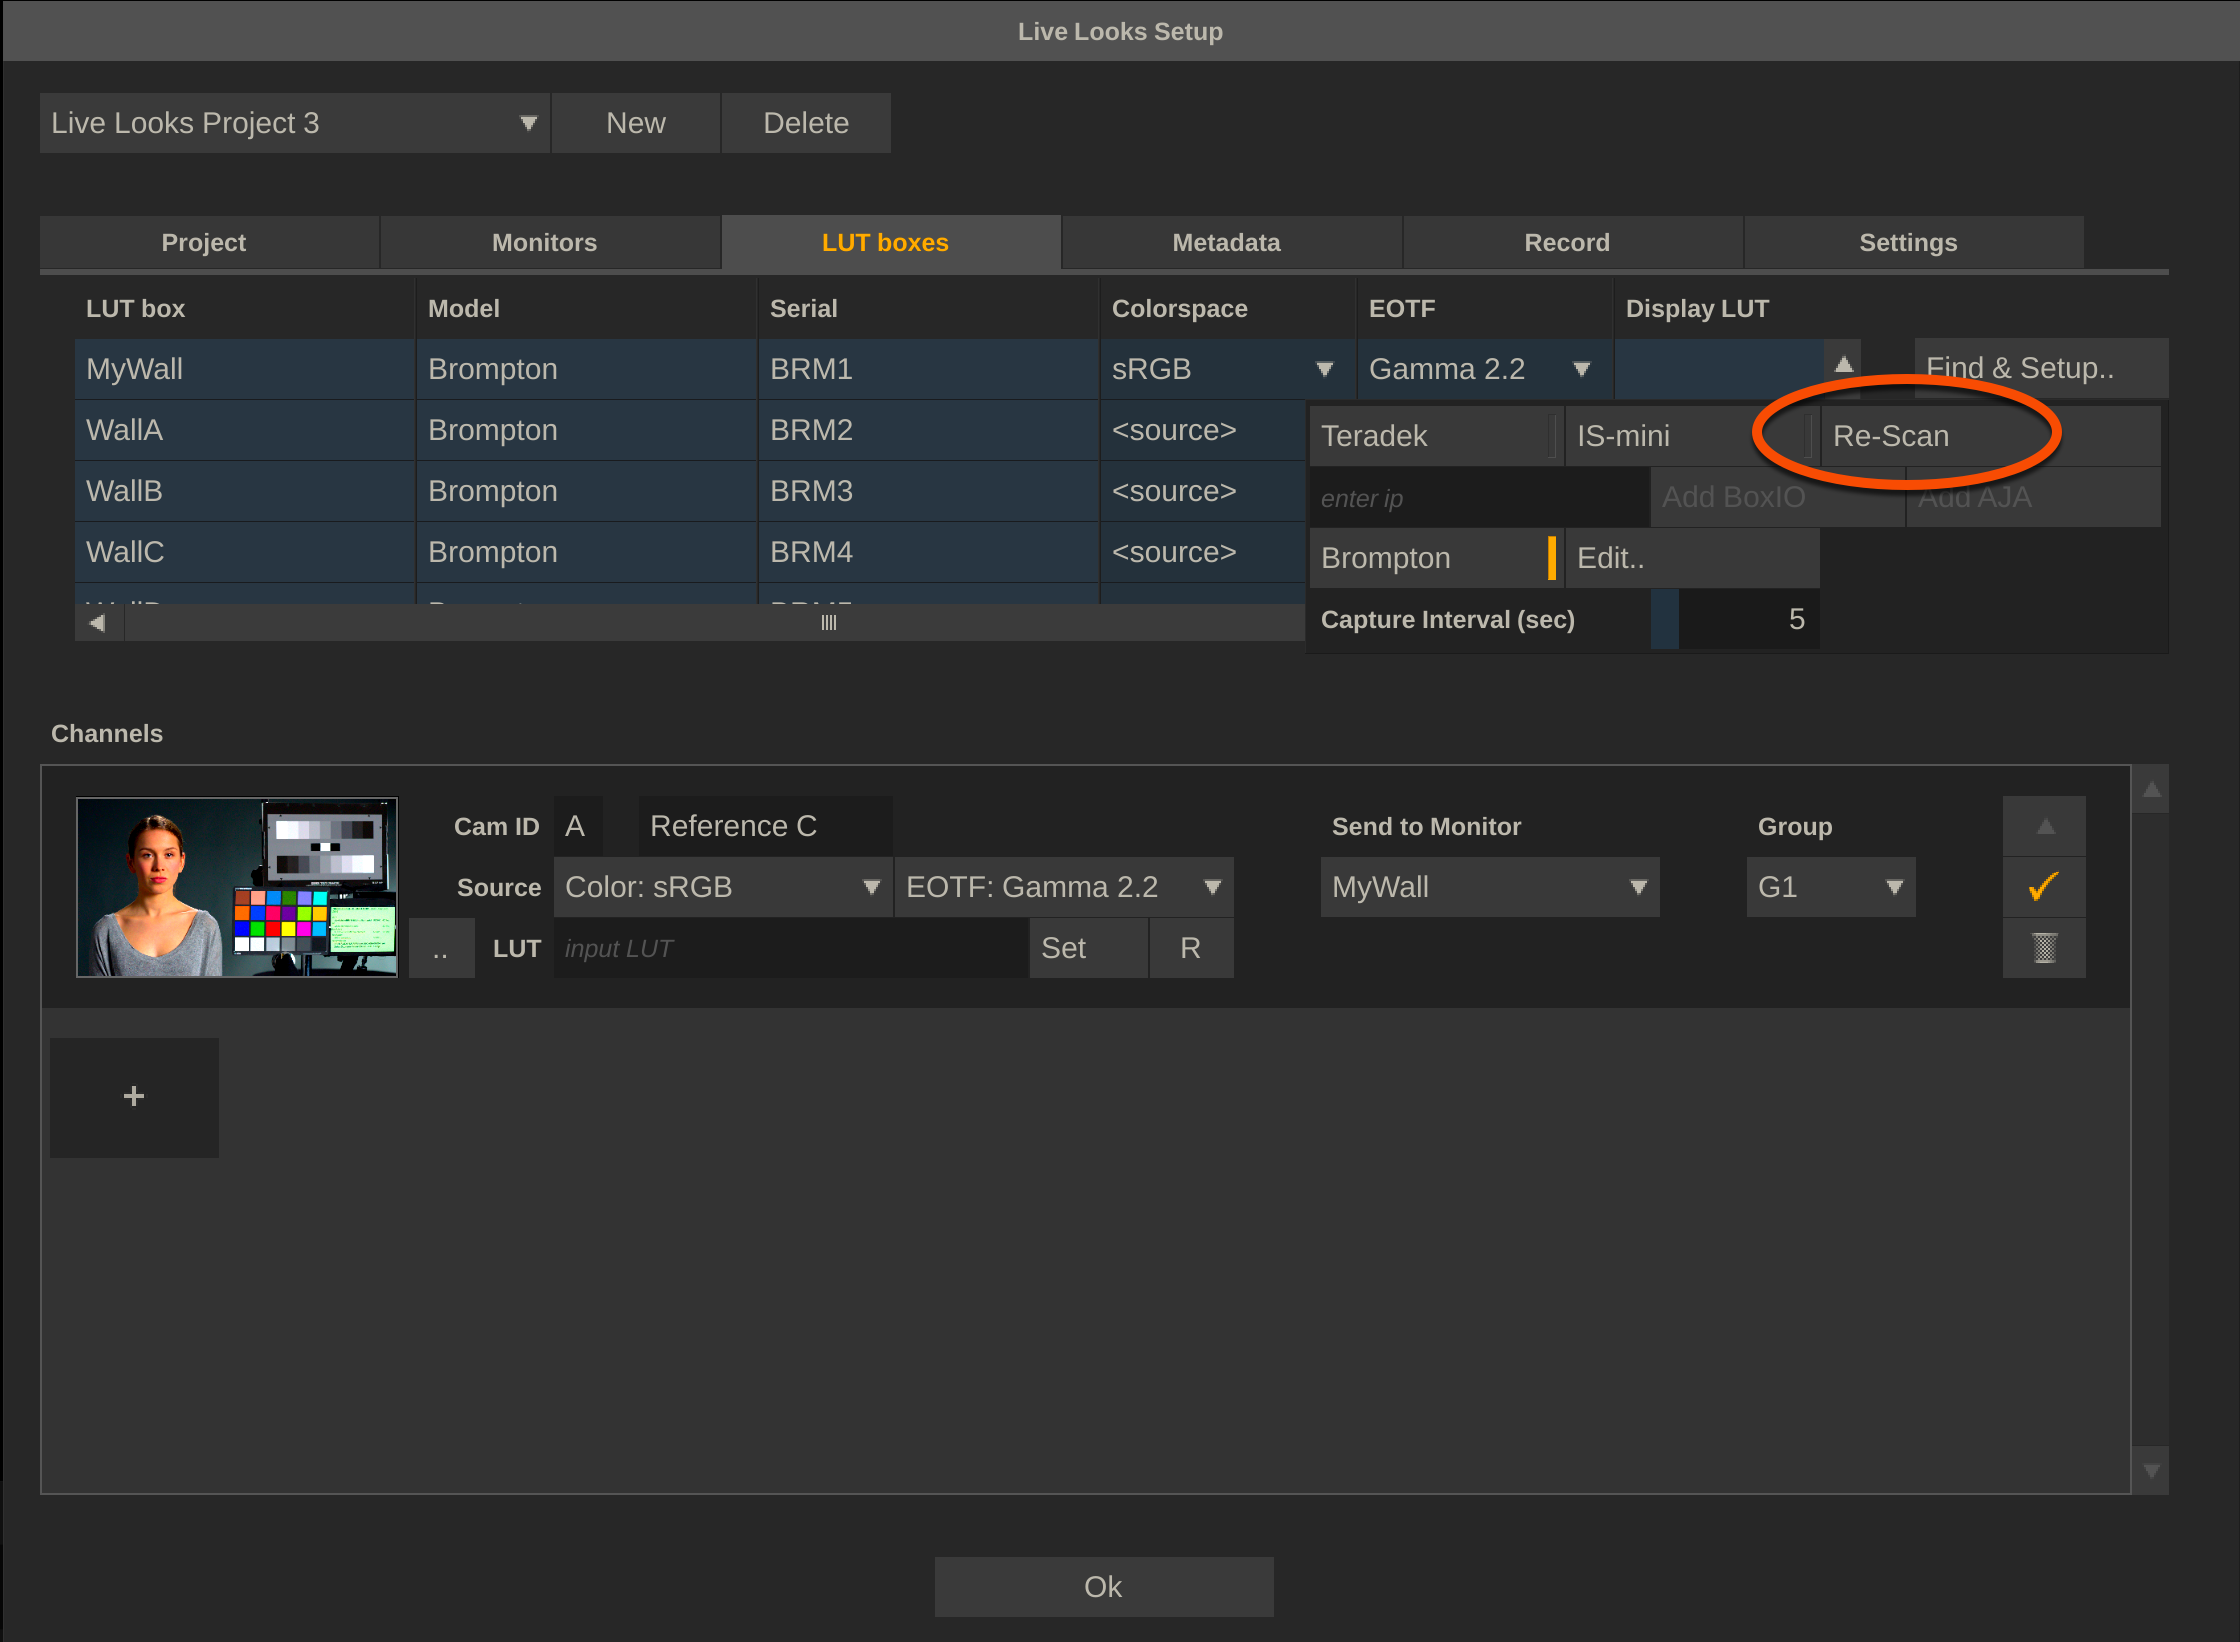 Live Looks Setup
Live Looks Project 3 New Delete
Project Monitors LUT boxes Metadata Record Settings
LUT box Model Serial Colorspace EOTF Display LUT
MyWall Brompton BRM1 sRGB Gamma 2.2 Find & Setup..
WallA Brompton BRM2 <source> Teradek IS-mini Re-Scan
WallB Brompton BRM3 <source> enter ip Add BoxIO Add AJA
WallC Brompton BRM4 <source> Brompton Edit..
Capture Interval (sec) 5
Channels
Cam ID A Reference C Send to Monitor Group
Source Color: sRGB EOTF: Gamma 2.2 MyWall G1
.. LUT input LUT Set R
+
Ok